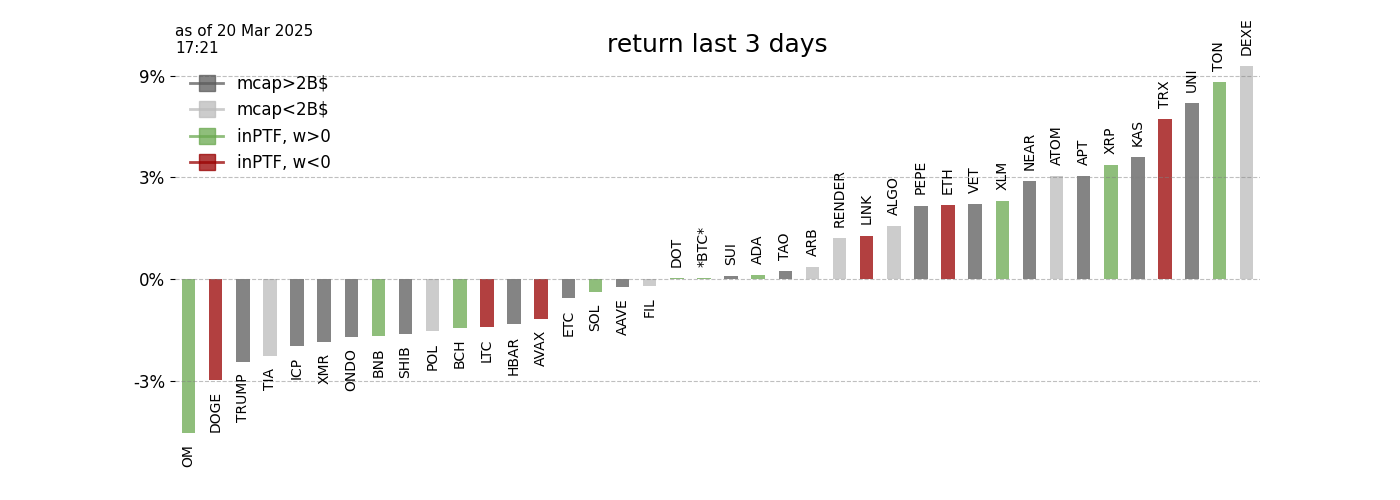 as of 20 Mar 2025
17:21
return last 3 days
9%
3%
0%
-3%
mcap>2B$
mcap<2B$
inPTF, w>0
inPTF, w<0
OM
DOGE
TRUMP
TIA
ICP
XMR
ONDO
BNB
SHIB
POL
BCH
LTC
HBAR
AVAX
ETC
SOL
AAVE
FIL
DOT
*BTC*
SUI
ADA
TAO
ARB
RENDER
LINK
ALGO
PEPE
ETH
VET
XLM
NEAR
ATOM
APT
XRP
KAS
TRX
UNI
TON
DEXE